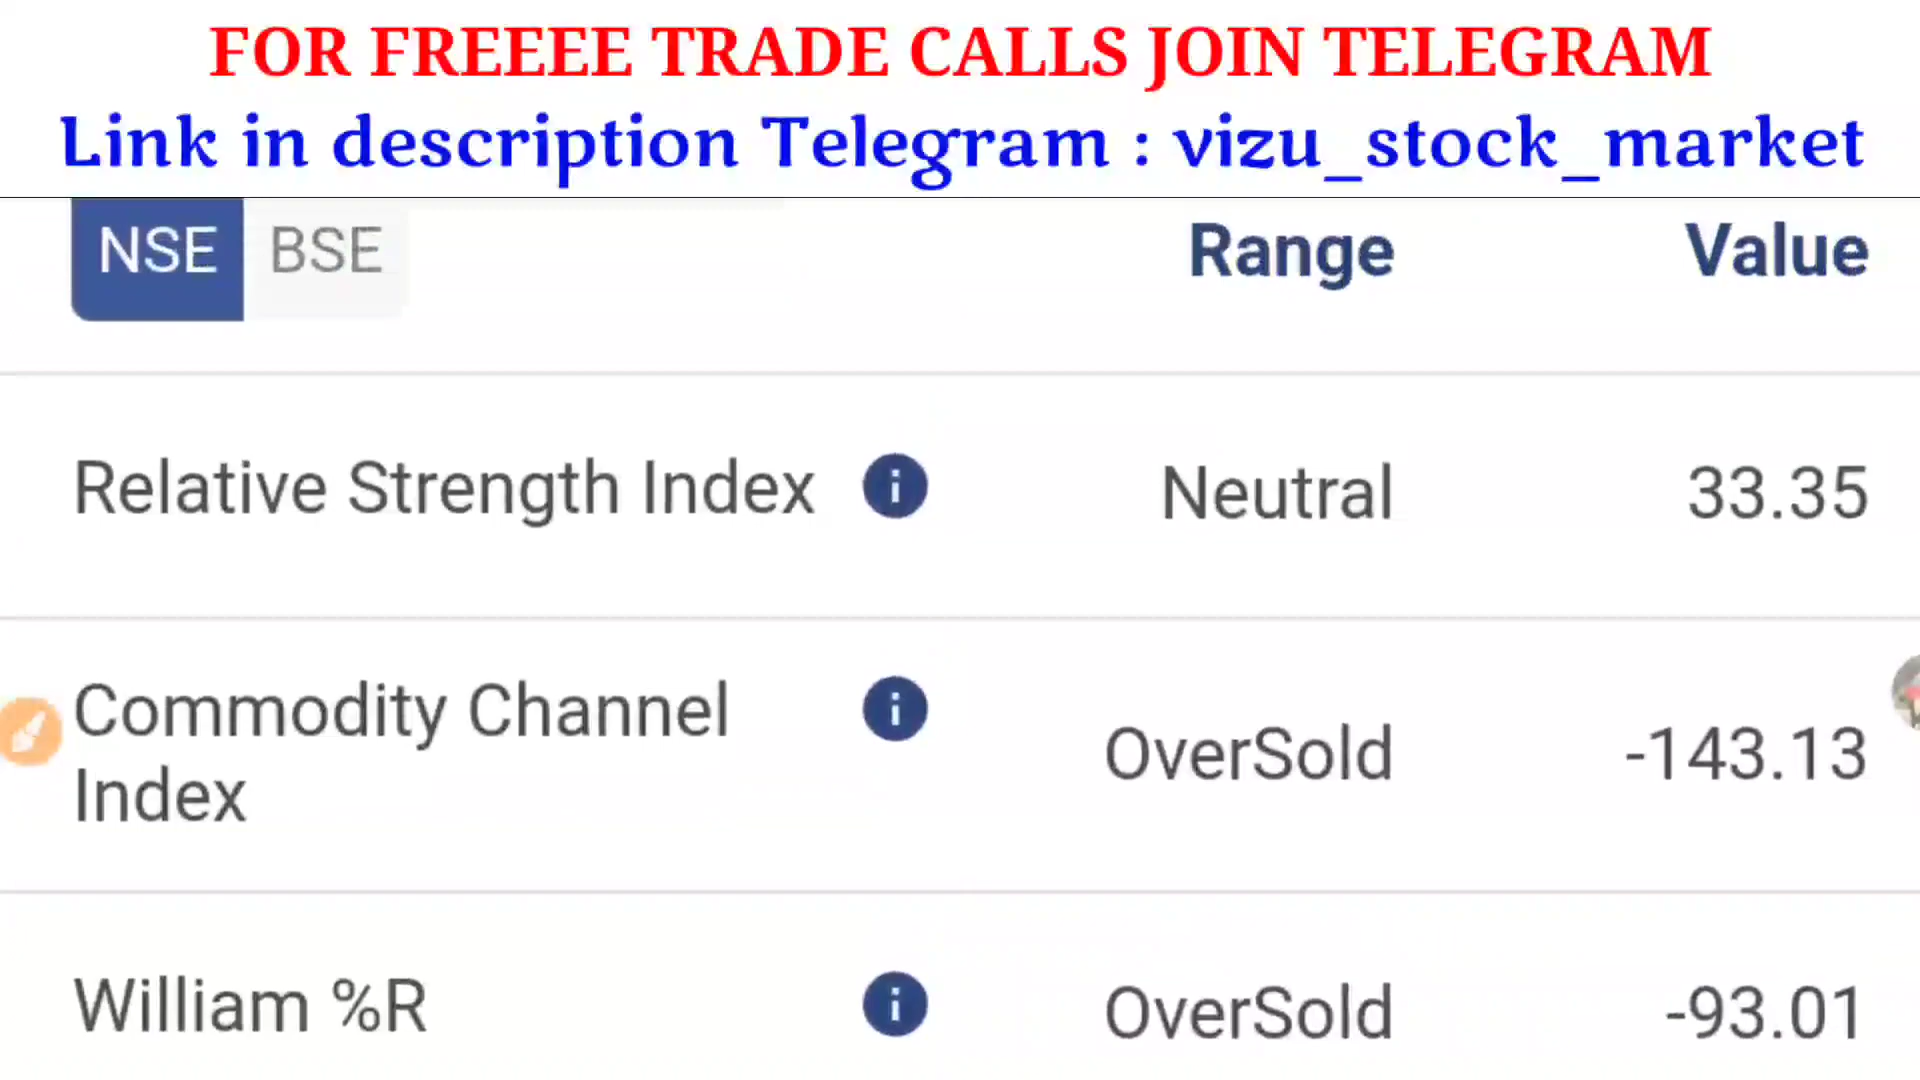 FOR FREEEE TRADE CALLS JOIN TELEGRAM
Link in description Telegram : vizu_stock_market
NSE BSE Range Value
Relative Strength Index i Neutral 33.35
Commodity Channel i
Index OverSold -143.13
William %R i OverSold -93.01